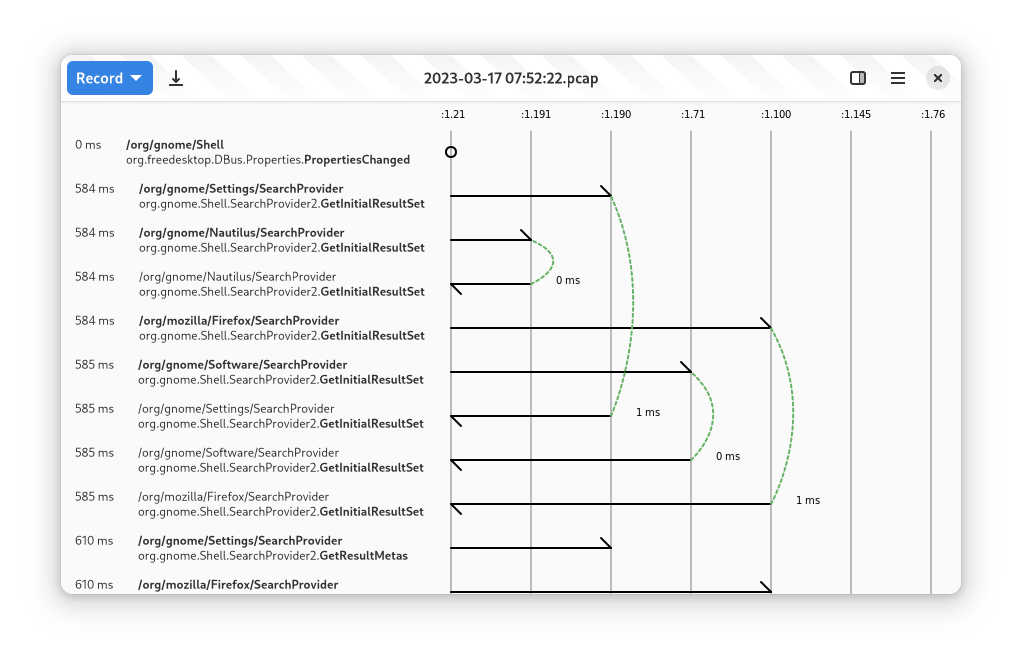 Record
2023-03-17 07:52:22.pcap
:1.21 :1.191 :1.190 :1.71 :1.100 :1.145 :1.76
0 ms /org/gnome/Shell
org.freedesktop.DBus.Properties.PropertiesChanged
584 ms /org/gnome/Settings/SearchProvider
org.gnome.Shell.SearchProvider2.GetInitialResultSet
584 ms /org/gnome/Nautilus/SearchProvider
org.gnome.Shell.SearchProvider2.GetInitialResultSet
584 ms /org/gnome/Nautilus/SearchProvider
0 ms
org.gnome.Shell.SearchProvider2.GetInitialResultSet
584 ms /org/mozilla/Firefox/SearchProvider
org.gnome.Shell.SearchProvider2.GetInitialResultSet
585 ms /org/gnome/Software/SearchProvider
org.gnome.Shell.SearchProvider2.GetInitialResultSet
585 ms /org/gnome/Settings/SearchProvider
1 ms
org.gnome.Shell.SearchProvider2.GetInitialResultSet
585 ms /org/gnome/Software/SearchProvider
0 ms
org.gnome.Shell.SearchProvider2.GetInitialResultSet
585 ms /org/mozilla/Firefox/SearchProvider
1 ms
org.gnome.Shell.SearchProvider2.GetInitialResultSet
610 ms /org/gnome/Settings/SearchProvider
org.gnome.Shell.SearchProvider2.GetResultMetas
610 ms /org/mozilla/Firefox/SearchProvider